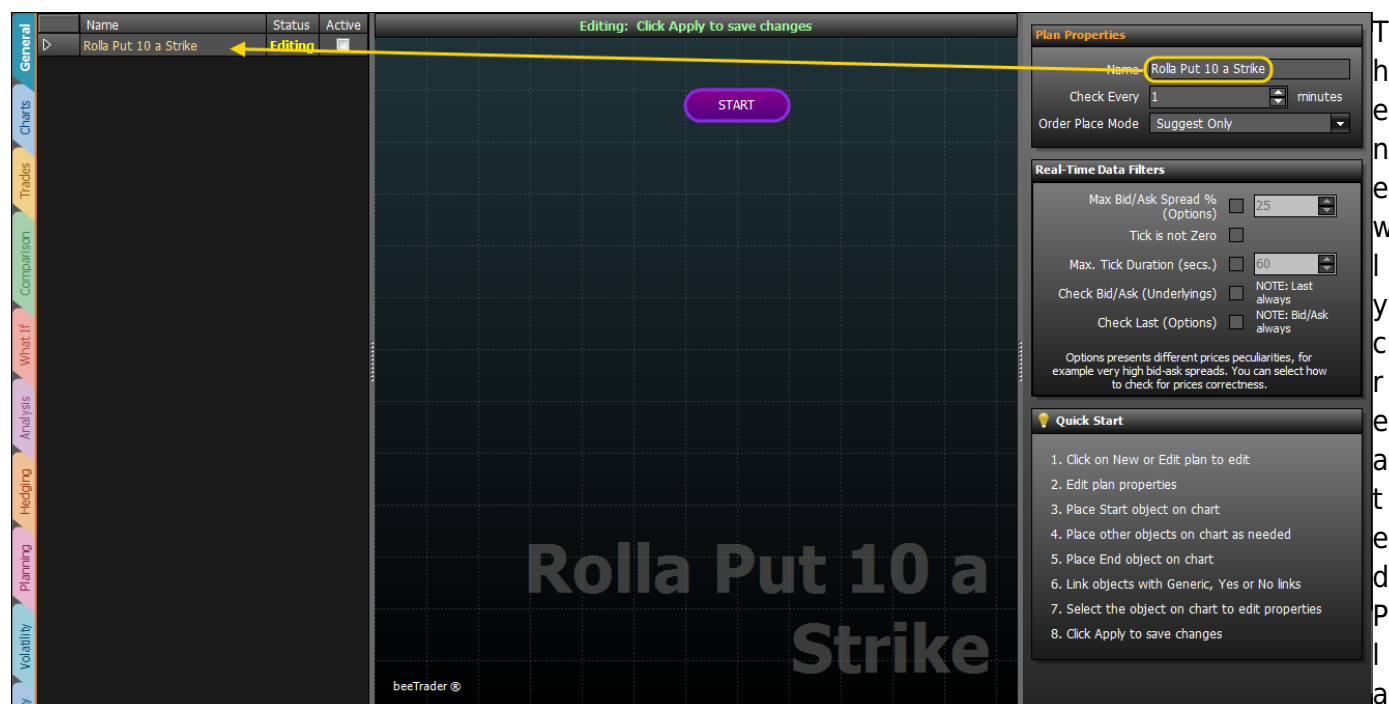 General
Charts
Trades
Comparison
What If
Analysis
Hedging
Planning
Volatility
Name Status Active
Rolla Put 10 a Strike Editing
Editing: Click Apply to save changes
START
Rolla Put 10 a
Strike
beeTrader ®
Plan Properties
Name Rolla Put 10 a Strike
Check Every 1 minutes
Order Place Mode Suggest Only
Real-Time Data Filters
Max Bid/Ask Spread %
(Options) 25
Tick is not Zero
Max. Tick Duration (secs.) 60
Check Bid/Ask (Underlyings) NOTE: Last
always
Check Last (Options) NOTE: Bid/Ask
always
Options presents different prices peculiarities, for
example very high bid-ask spreads. You can select how
to check for prices correctness.
Quick Start
1. Click on New or Edit plan to edit
2. Edit plan properties
3. Place Start object on chart
4. Place other objects on chart as needed
5. Place End object on chart
6. Link objects with Generic, Yes or No links
7. Select the object on chart to edit properties
8. Click Apply to save changes
T
h
e
n
e
w
l
y
c
r
e
a
t
e
d
P
l
a